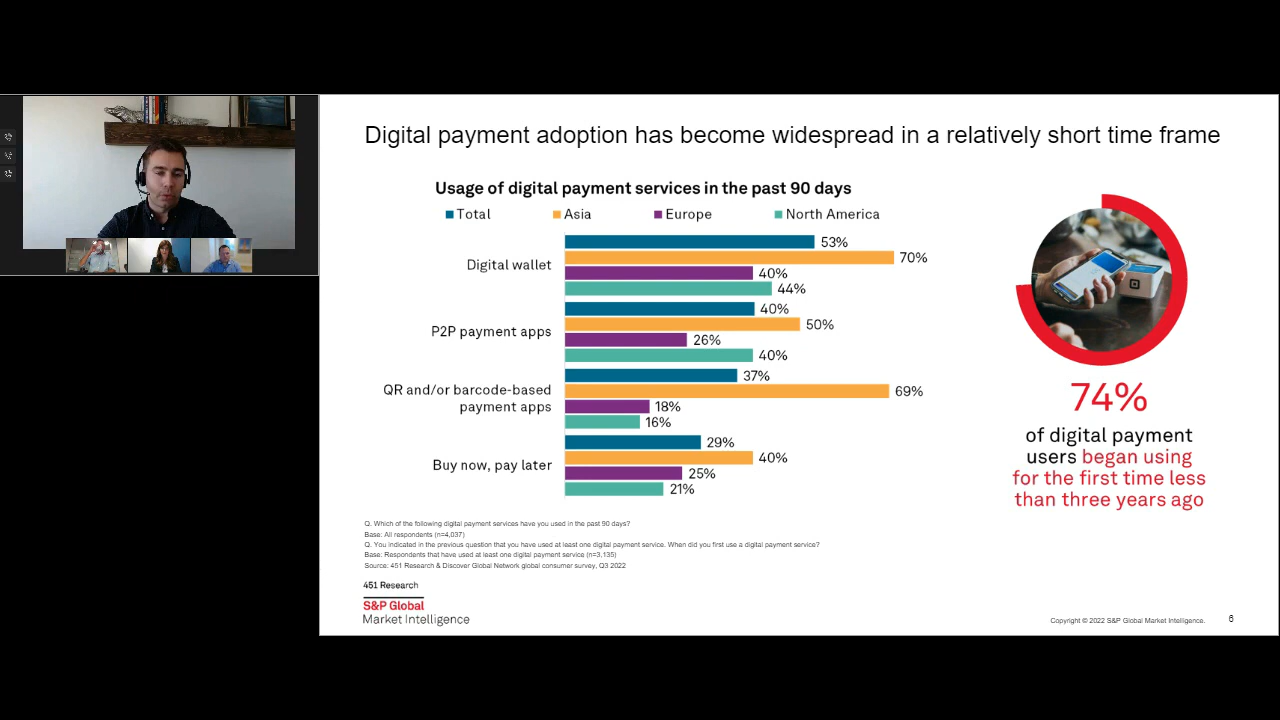 Digital payment adoption has become widespread in a relatively short time frame
Usage of digital payment services in the past 90 days
Total Asia Europe North America
Digital wallet
53%
70%
40%
44%
P2P payment apps
40%
50%
26%
40%
QR and/or barcode-based
payment apps
37%
69%
18%
16%
Buy now, pay later
29%
40%
25%
21%
74%
of digital payment
users began using
for the first time less
than three years ago
Q. Which of the following digital payment services have you used in the past 90 days?
Base: All respondents (n=4,037)
Q. You indicated in the previous question that you have used at least one digital payment service. When did you first use a digital payment service?
Base: Respondents that have used at least one digital payment service (n=3,135)
Source: 451 Research & Discover Global Network global consumer survey, Q3 2022
451 Research
S&P Global
Market Intelligence
Copyright © 2022 S&P Global Market Intelligence.
6